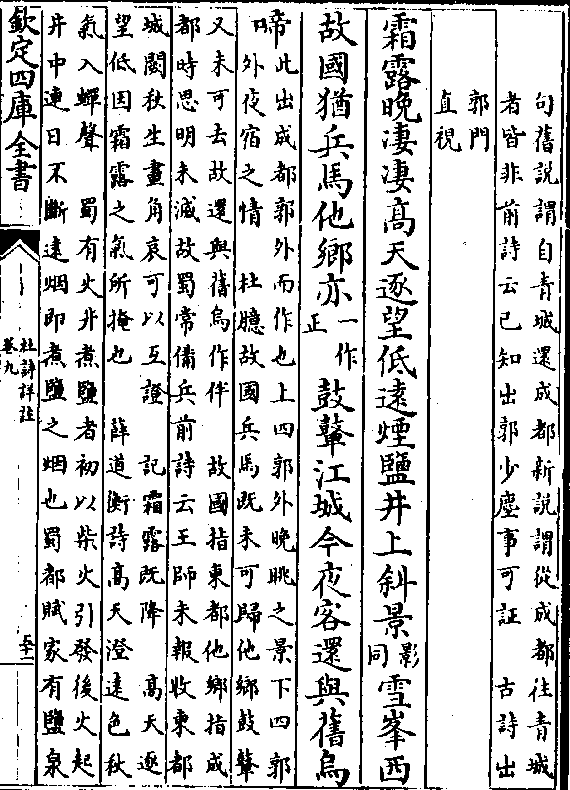 句舊說謂自青城還成都新說謂從成都往青城
者皆非前詩云已知出郭少塵事可証　古詩出
郭門
直視
霜露晚凄凄高天逐望低遠煙鹽井上斜景影同雪峯西
故國猶兵馬他鄉亦一作正鼓鼙江城今夜客還與舊烏
啼此出成都郭外而作也上四郭外晚眺之景下四郭
外夜宿之情　杜臆故國兵馬既未可歸他鄉鼓鼙
又未可去故還與舊烏作伴　故國指東都他鄉指成
都時思明未滅故蜀常備兵前詩云王師未報收東都
城闕秋生畫角哀可以互證　記霜露既降　高天逐
望低因霜露之氣所掩也　薛道衡詩高天澄遠色秋
氣入蟬聲　蜀有火井煮鹽者初以柴火引發後火起
井中連日不斷遠烟即煮鹽之烟也蜀都賦家有鹽泉
欽定四庫全書
杜詩詳註
卷九